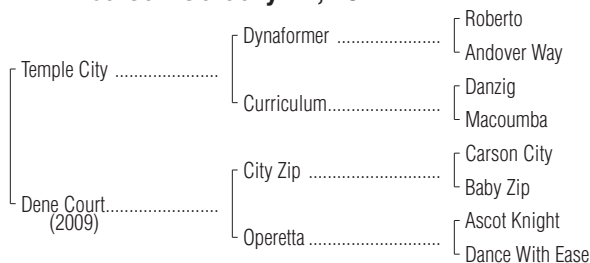 Roberto
Dynaformer ........................
Andover Way
Temple City ........................
Danzig
Curriculum..........................
Macoumba
Carson City
City Zip ..............................
Baby Zip
Dene Court..........................
(2009)
Ascot Knight
Operetta ..............................
Dance With Ease